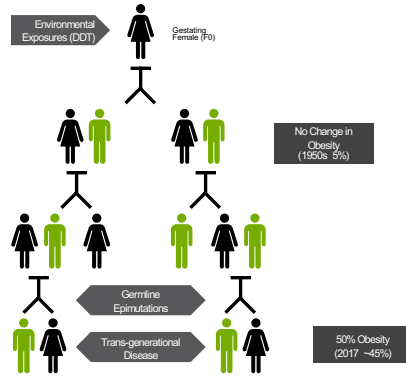 Environmental
Exposures (DDT)
Gestating
Female (F0)
No Change in
Obesity
(1950s 5%)
Germline
Epimutations
Trans-generational
Disease
50% Obesity
(2017 ~45%)